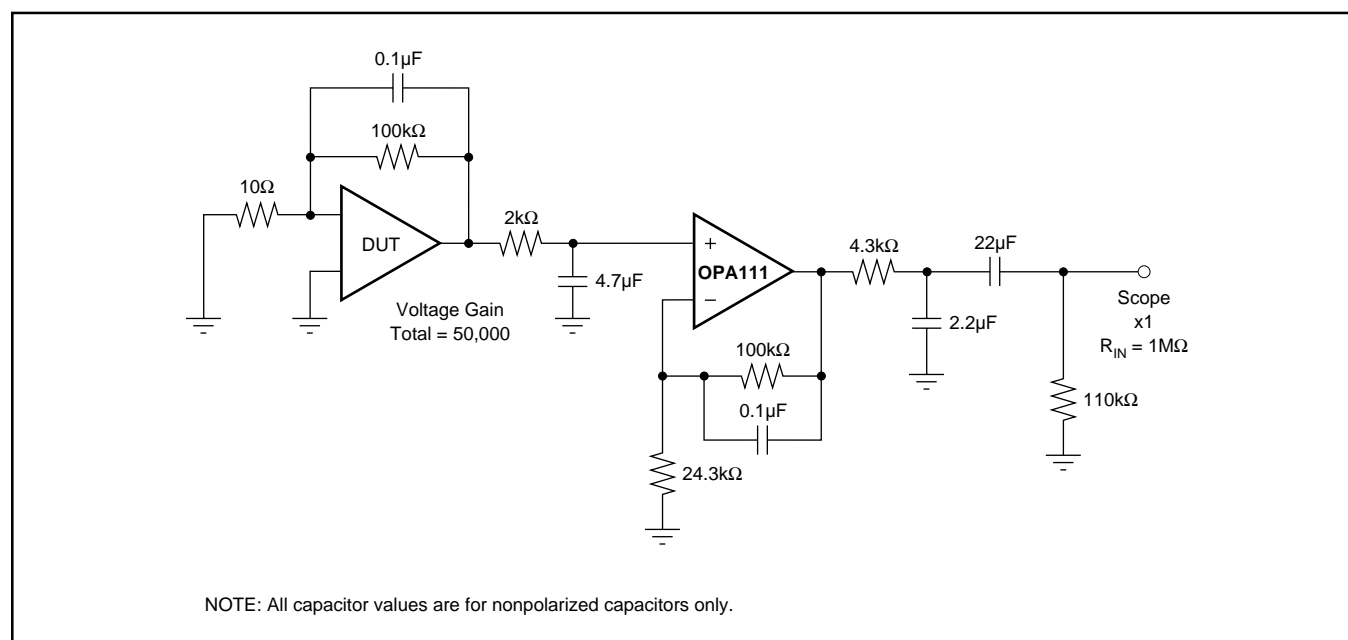 0.1µF
100kΩ
10Ω
DUT
2kΩ
4.7µF
Voltage Gain
Total = 50,000
+
OPA111
−
100kΩ
0.1µF
24.3kΩ
4.3kΩ
22µF
2.2µF
Scope
x1
R_IN = 1MΩ
110kΩ
NOTE: All capacitor values are for nonpolarized capacitors only.